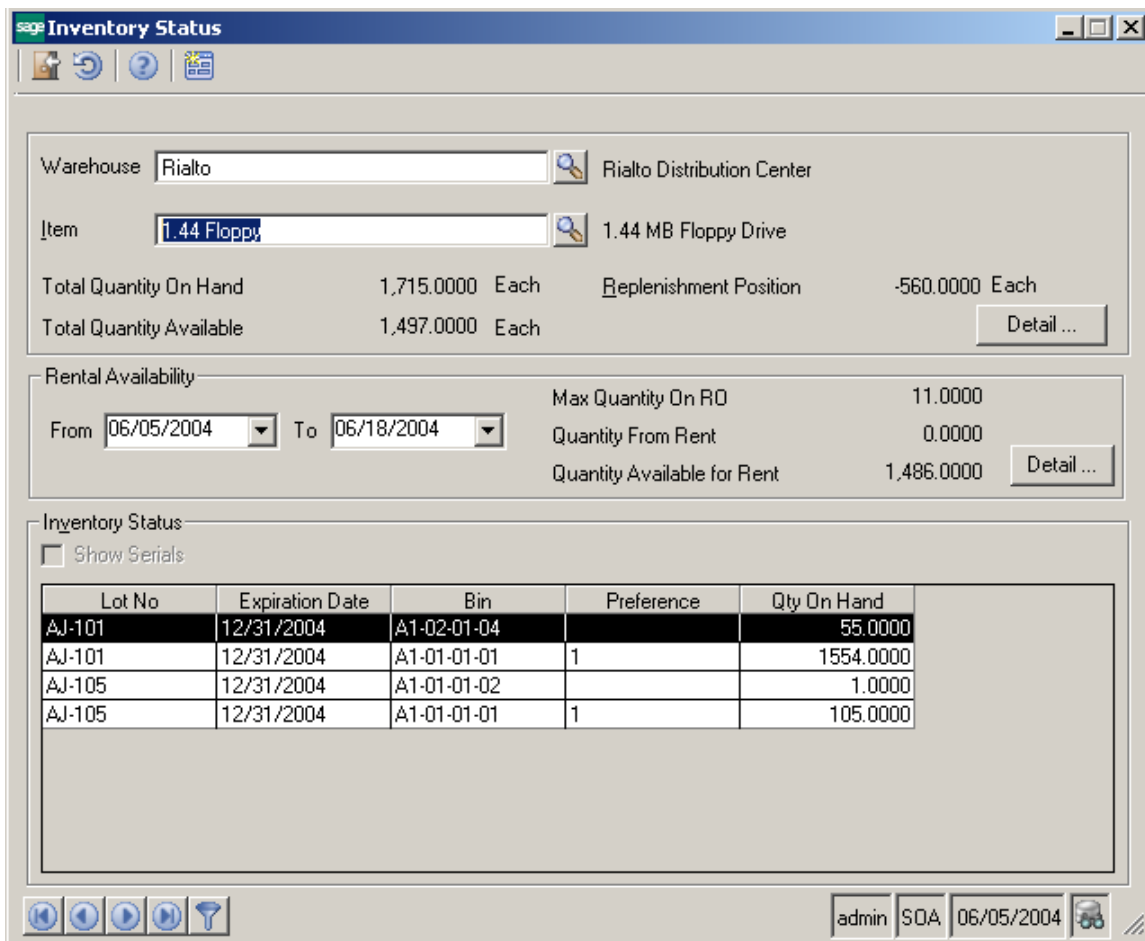 sage Inventory Status
Warehouse Rialto Rialto Distribution Center
Item 1.44 Floppy 1.44 MB Floppy Drive
Total Quantity On Hand 1,715.0000 Each Replenishment Position -560.0000 Each
Total Quantity Available 1,497.0000 Each Detail ...
Rental Availability
Max Quantity On RO 11.0000
From 06/05/2004 To 06/18/2004
Quantity From Rent 0.0000
Quantity Available for Rent 1,486.0000 Detail ...
Inventory Status
Show Serials
Lot No Expiration Date Bin Preference Qty On Hand
AJ-101 12/31/2004 A1-02-01-04 55.0000
AJ-101 12/31/2004 A1-01-01-01 1 1554.0000
AJ-105 12/31/2004 A1-01-01-02 1.0000
AJ-105 12/31/2004 A1-01-01-01 1 105.0000
admin SOA 06/05/2004